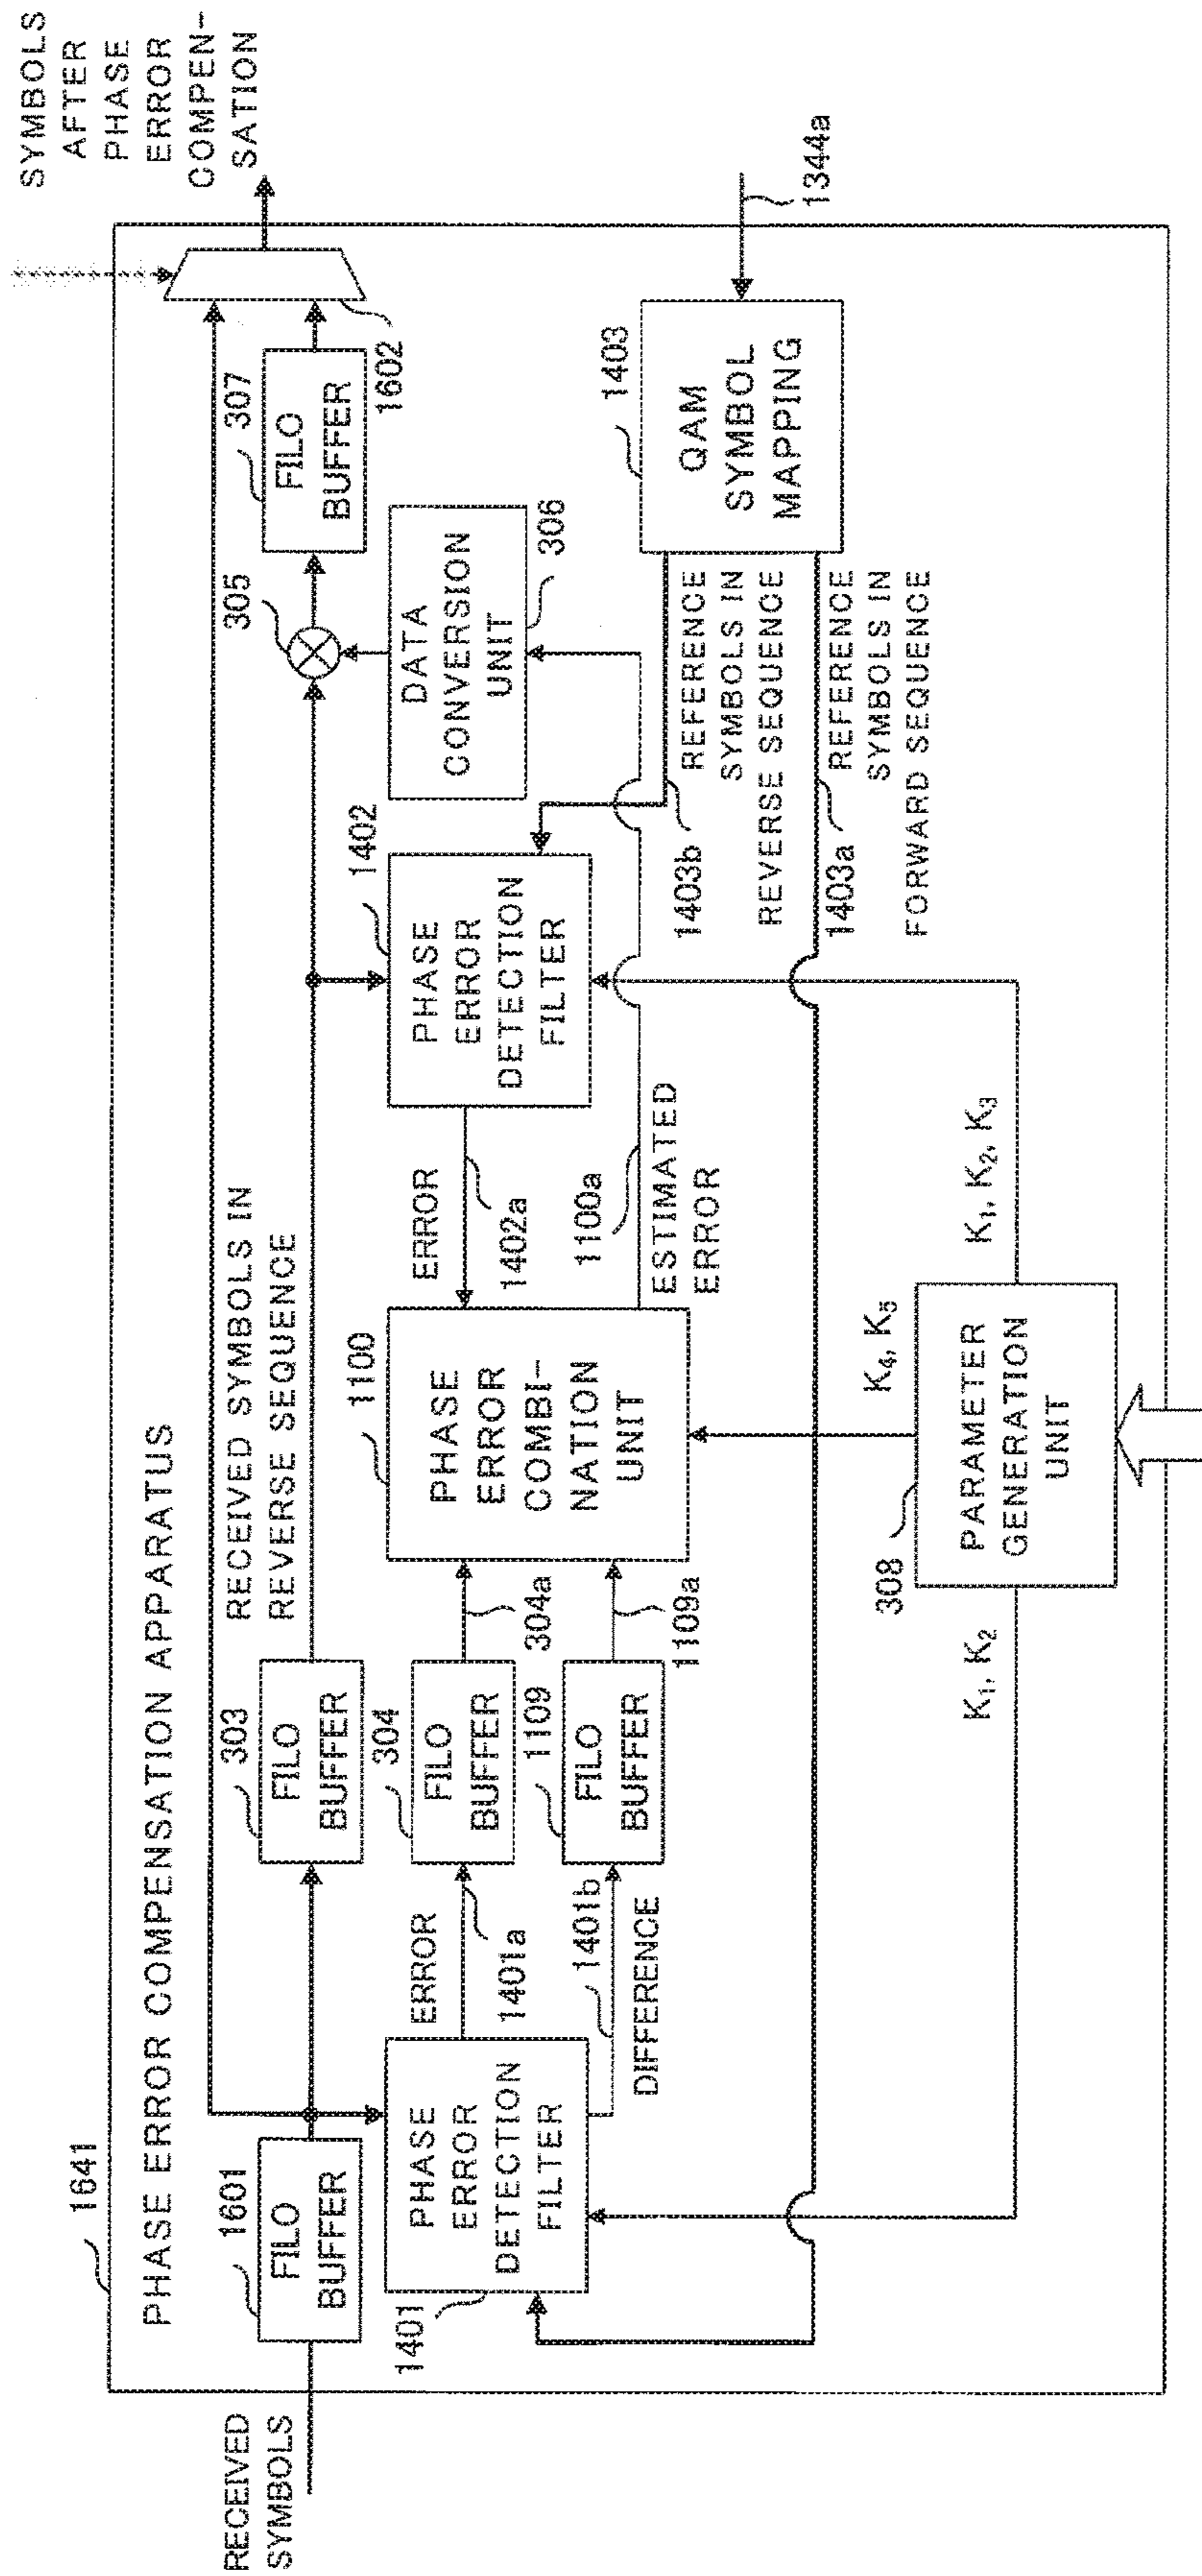 1641
PHASE ERROR COMPENSATION APPARATUS
RECEIVED
SYMBOLS
1601
FILO
BUFFER
1401
PHASE
ERROR
DETECTION
FILTER
ERROR
1401a
1401b
DIFFERENCE
303
FILO
BUFFER
304
FILO
BUFFER
1109
FILO
BUFFER
RECEIVED SYMBOLS IN
REVERSE SEQUENCE
304a
1109a
1100
PHASE
ERROR
COMBI-
NATION
UNIT
ERROR
1402a
1100a
ESTIMATED
ERROR
1402
PHASE
ERROR
DETECTION
FILTER
305
DATA
CONVERSION
UNIT
306
307
FILO
BUFFER
1602
SYMBOLS
AFTER
PHASE
ERROR
COMPEN-
SATION
1403
QAM
SYMBOL
MAPPING
1344a
1403b
REFERENCE
SYMBOLS IN
REVERSE SEQUENCE
1403a
REFERENCE
SYMBOLS IN
FORWARD SEQUENCE
K1, K2
308
PARAMETER
GENERATION
UNIT
K4, K5
K1, K2, K3